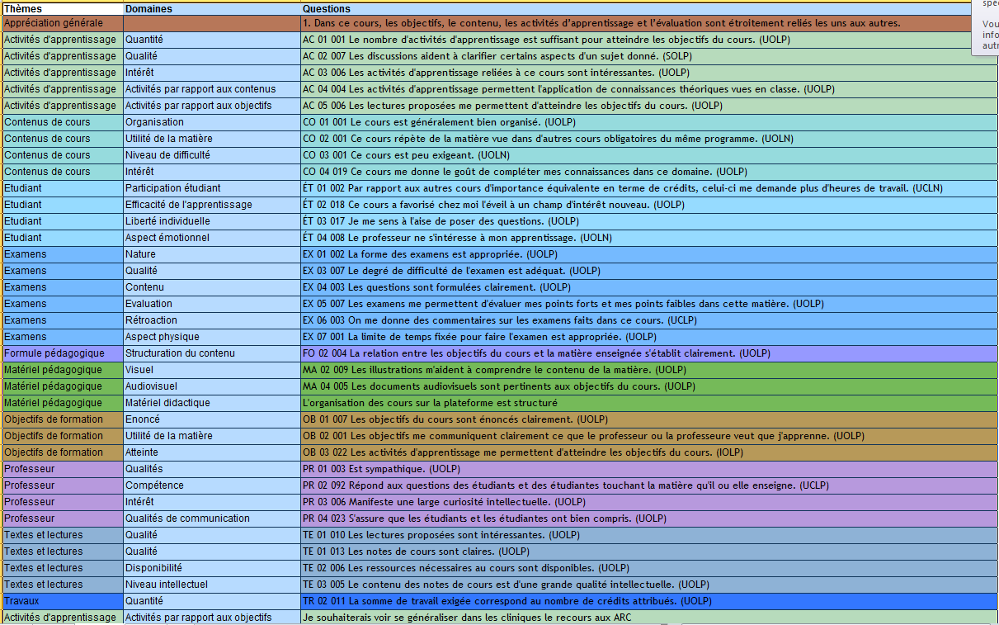 Thèmes Domaines Questions
Appréciation générale 1. Dans ce cours, les objectifs, le contenu, les activités d’apprentissage et l’évaluation sont étroitement reliés les uns aux autres.
Activités d'apprentissage Quantité AC 01 001 Le nombre d'activités d'apprentissage est suffisant pour atteindre les objectifs du cours. (UOLP)
Activités d'apprentissage Qualité AC 02 007 Les discussions aident à clarifier certains aspects d'un sujet donné. (SOLP)
Activités d'apprentissage Intérêt AC 03 006 Les activités d'apprentissage reliées à ce cours sont intéressantes. (UOLP)
Activités d'apprentissage Activités par rapport aux contenus AC 04 004 Les activités d'apprentissage permettent l'application de connaissances théoriques vues en classe. (UOLP)
Activités d'apprentissage Activités par rapport aux objectifs AC 05 006 Les lectures proposées me permettent d'atteindre les objectifs du cours. (UOLP)
Contenus de cours Organisation CO 01 001 Le cours est généralement bien organisé. (UOLP)
Contenus de cours Utilité de la matière CO 02 001 Ce cours répète de la matière vue dans d'autres cours obligatoires du même programme. (UOLN)
Contenus de cours Niveau de difficulté CO 03 001 Ce cours est peu exigeant. (UOLN)
Contenus de cours Intérêt CO 04 019 Ce cours me donne le goût de compléter mes connaissances dans ce domaine. (UOLP)
Etudiant Participation étudiant ÉT 01 002 Par rapport aux autres cours d'importance équivalente en terme de crédits, celui-ci me demande plus d'heures de travail. (UCLN)
Etudiant Efficacité de l'apprentissage ÉT 02 018 Ce cours a favorisé chez moi l'éveil à un champ d'intérêt nouveau. (UOLP)
Etudiant Liberté individuelle ÉT 03 017 Je me sens à l'aise de poser des questions. (UOLP)
Etudiant Aspect émotionnel ÉT 04 008 Le professeur ne s'intéresse à mon apprentissage. (UOLN)
Examens Nature EX 01 002 La forme des examens est appropriée. (UOLP)
Examens Qualité EX 03 007 Le degré de difficulté de l'examen est adéquat. (UOLP)
Examens Contenu EX 04 003 Les questions sont formulées clairement. (UOLP)
Examens Evaluation EX 05 007 Les examens me permettent d'évaluer mes points forts et mes points faibles dans cette matière. (UOLP)
Examens Rétroaction EX 06 003 On me donne des commentaires sur les examens faits dans ce cours. (UCLP)
Examens Aspect physique EX 07 001 La limite de temps fixée pour faire l'examen est appropriée. (UOLP)
Formule pédagogique Structuration du contenu FO 02 004 La relation entre les objectifs du cours et la matière enseignée s'établit clairement. (UOLP)
Matériel pédagogique Visuel MA 02 009 Les illustrations m'aident à comprendre le contenu de la matière. (UOLP)
Matériel pédagogique Audiovisuel MA 04 005 Les documents audiovisuels sont pertinents aux objectifs du cours. (UOLP)
Matériel pédagogique Matériel didactique L'organisation des cours sur la plateforme est structuré
Objectifs de formation Enoncé OB 01 007 Les objectifs du cours sont énoncés clairement. (UOLP)
Objectifs de formation Utilité de la matière OB 02 001 Les objectifs me communiquent clairement ce que le professeur ou la professeure veut que j'apprenne. (UOLP)
Objectifs de formation Atteinte OB 03 022 Les activités d'apprentissage me permettent d'atteindre les objectifs du cours. (IOLP)
Professeur Qualités PR 01 003 Est sympathique. (UOLP)
Professeur Compétence PR 02 092 Répond aux questions des étudiants et des étudiantes touchant la matière qu'il ou elle enseigne. (UCLP)
Professeur Intérêt PR 03 006 Manifeste une large curiosité intellectuelle. (UOLP)
Professeur Qualités de communication PR 04 023 S'assure que les étudiants et les étudiantes ont bien compris. (UOLP)
Textes et lectures Qualité TE 01 010 Les lectures proposées sont intéressantes. (UOLP)
Textes et lectures Qualité TE 01 013 Les notes de cours sont claires. (UOLP)
Textes et lectures Disponibilité TE 02 006 Les ressources nécessaires au cours sont disponibles. (UOLP)
Textes et lectures Niveau intellectuel TE 03 005 Le contenu des notes de cours est d'une grande qualité intellectuelle. (UOLP)
Travaux Quantité TR 02 011 La somme de travail exigée correspond au nombre de crédits attribués. (UOLP)
Activités d'apprentissage Activités par rapport aux objectifs Je souhaiterais voir se généraliser dans les cliniques le recours aux ARC